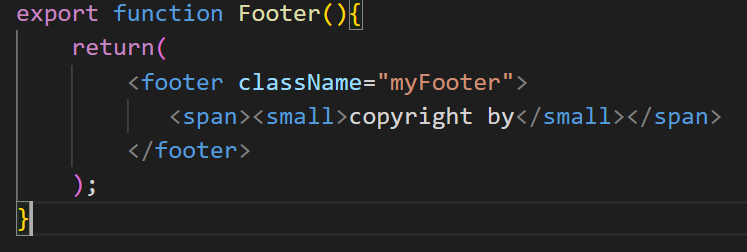 export function Footer(){
return(
<footer className="myFooter">
<span><small>copyright by</small></span>
</footer>
);
}